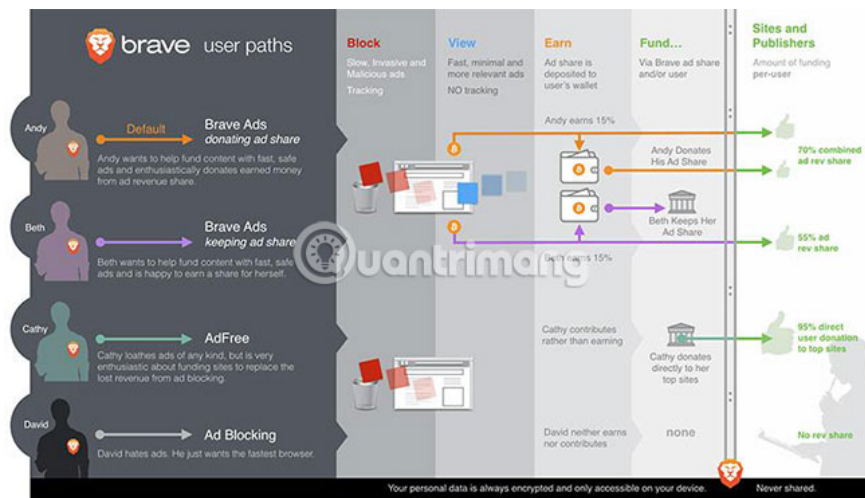 brave user paths
Block
Slow, Invasive and
Malicious ads
Tracking
View
Fast, minimal and
more relevant ads
NO tracking
Earn
Ad share is
deposited to
user's wallet
Fund...
Via Brave ad share
and/or user
Sites and
Publishers
Amount of funding
per-user
Andy
Default
Brave Ads
donating ad share
Andy wants to help fund content with fast, safe
ads and enthusiastically donates earned money
from ad revenue share.
Andy earns 15%
Andy Donates
His Ad Share
70% combined
ad rev share
Beth
Brave Ads
keeping ad share
Beth wants to help fund content with fast, safe
ads and is happy to earn a share for herself.
Beth Keeps Her
Ad Share
Beth earns 15%
55% ad
rev share
Quantrimang
Cathy
AdFree
Cathy loathes ads of any kind, but is very
enthusiastic about funding sites to replace the
lost revenue from ad blocking.
Cathy contributes
rather than earning
Cathy donates
directly to her
top sites
95% direct
user donation
to top sites
David
Ad Blocking
David hates ads. He just wants the fastest browser.
David neither earns
nor contributes
none
No rev share
Your personal data is always encrypted and only accessible on your device.
Never shared.